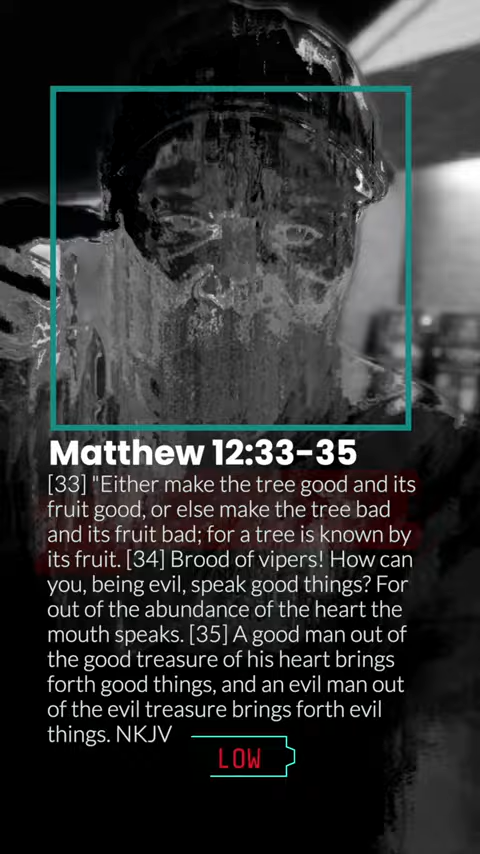 Matthew 12:33-35
[33] "Either make the tree good and its
fruit good, or else make the tree bad
and its fruit bad; for a tree is known by
its fruit. [34] Brood of vipers! How can
you, being evil, speak good things? For
out of the abundance of the heart the
mouth speaks. [35] A good man out of
the good treasure of his heart brings
forth good things, and an evil man out
of the evil treasure brings forth evil
things. NKJV
LOW